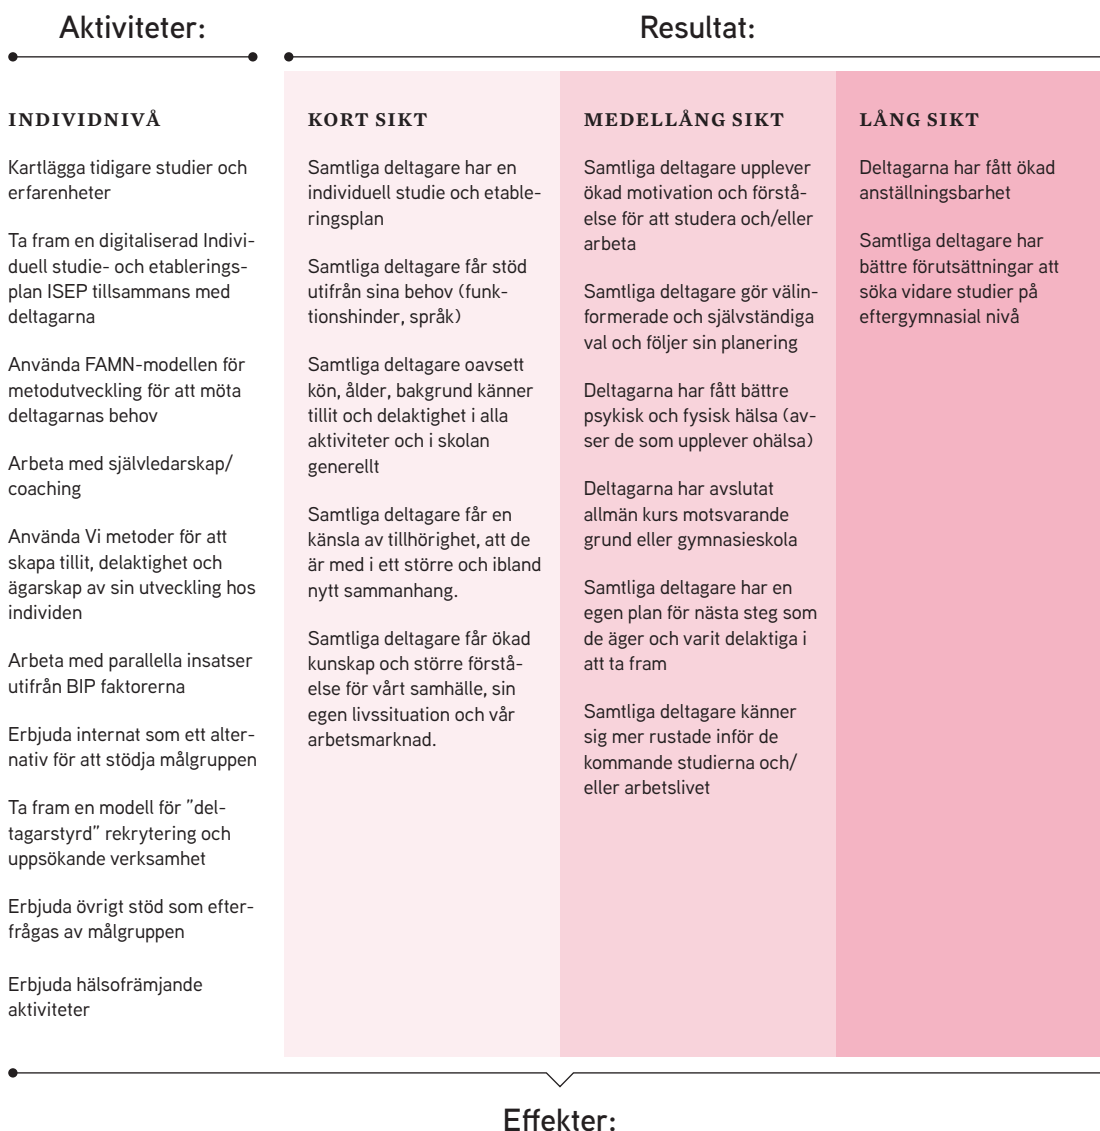 Aktiviteter:
Resultat:
INDIVIDNIVÅ
Kartlägga tidigare studier och
erfarenheter
Ta fram en digitaliserad Indivi-
duell studie- och etablerings-
plan ISEP tillsammans med
deltagarna
Använda FAMN-modellen för
metodutveckling för att möta
deltagarnas behov
Arbeta med självledarskap/
coaching
Använda Vi metoder för att
skapa tillit, delaktighet och
ägarskap av sin utveckling hos
individen
Arbeta med parallella insatser
utifrån BIP faktorerna
Erbjuda internat som ett alter-
nativ för att stödja målgruppen
Ta fram en modell för ”del-
tagarstyrd” rekrytering och
uppsökande verksamhet
Erbjuda övrigt stöd som efter-
frågas av målgruppen
Erbjuda hälsofrämjande
aktiviteter
KORT SIKT
Samtliga deltagare har en
individuell studie och etable-
ringsplan
Samtliga deltagare får stöd
utifrån sina behov (funk-
tionshinder, språk)
Samtliga deltagare oavsett
kön, ålder, bakgrund känner
tillit och delaktighet i alla
aktiviteter och i skolan
generellt
Samtliga deltagare får en
känsla av tillhörighet, att de
är med i ett större och ibland
nytt sammanhang.
Samtliga deltagare får ökad
kunskap och större förstå-
else för vårt samhälle, sin
egen livssituation och vår
arbetsmarknad.
MEDELLÅNG SIKT
Samtliga deltagare upplever
ökad motivation och förstå-
else för att studera och/eller
arbeta
Samtliga deltagare gör välin-
formerade och självständiga
val och följer sin planering
Deltagarna har fått bättre
psykisk och fysisk hälsa (av-
ser de som upplever ohälsa)
Deltagarna har avslutat
allmän kurs motsvarande
grund eller gymnasieskola
Samtliga deltagare har en
egen plan för nästa steg som
de äger och varit delaktiga i
att ta fram
Samtliga deltagare känner
sig mer rustade inför de
kommande studierna och/
eller arbetslivet
LÅNG SIKT
Deltagarna har fått ökad
anställningsbarhet
Samtliga deltagare har
bättre förutsättningar att
söka vidare studier på
eftergymnasial nivå
Effekter: